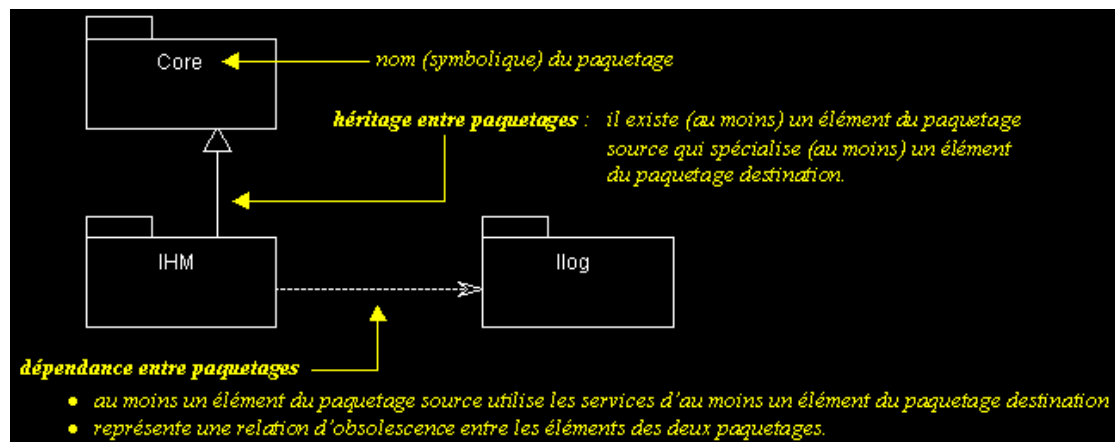 Core
nom (symbolique) du paquetage
héritage entre paquetages : il existe (au moins) un élément du paquetage
source qui spécialise (au moins) un élément
du paquetage destination.
IHM
Ilog
dépendance entre paquetages
• au moins un élément du paquetage source utilise les services d'au moins un élément du paquetage destination
• représente une relation d'obsolescence entre les éléments des deux paquetages.